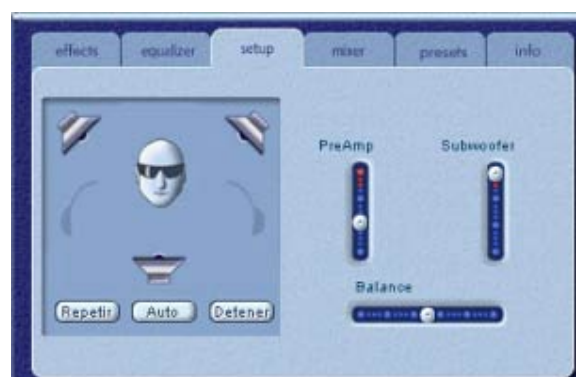 effects equalizer setup mixer presets info
PreAmp Subwoofer
Balance
Repetir Auto Detener